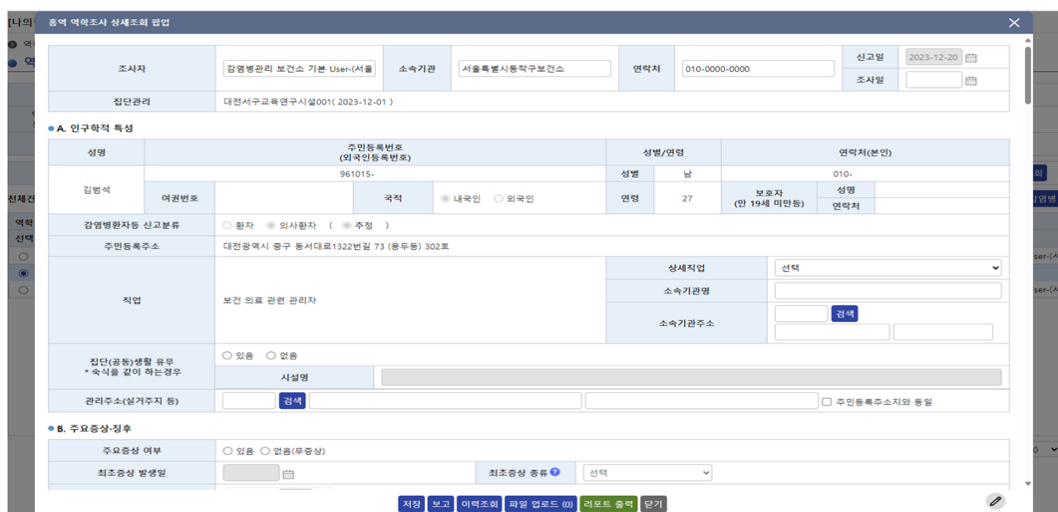 [나의
홍역 역학조사 상세조회 팝업
조사자 감염병관리 보건소 기본 User-(서울 소속기관 서울특별시동작구보건소 연락처 010-0000-0000 신고일 2023-12-20
조사일
집단관리 대전서구교육연구시설001( 2023-12-01 )
A. 인구학적 특성
성명 주민등록번호 성별/연령 연락처(본인)
(외국인등록번호)
김범석 961015- 성별 남 010-
여권번호 국적 내국인 외국인 연령 27 보호자 성명
(만 19세 미만등) 연락처
감염병환자등 신고분류 환자 의사환자 ( 추정 )
주민등록주소 대전광역시 중구 동서대로1322번길 73 (용두동) 302호
직업 보건 의료 관련 관리자 상세직업 선택
소속기관명
소속기관주소 검색
집단(공동)생활 유무 있음 없음
* 숙식을 같이 하는경우 시설명
관리주소(실거주지 등) 검색 주민등록주소지와 동일
B. 주요증상·징후
주요증상 여부 있음 없음(무증상)
최초증상 발생일 최초증상 종류 ? 선택
저장 보고 이력조회 파일 업로드 (0) 리포트 출력 닫기
전체건
역학
선택